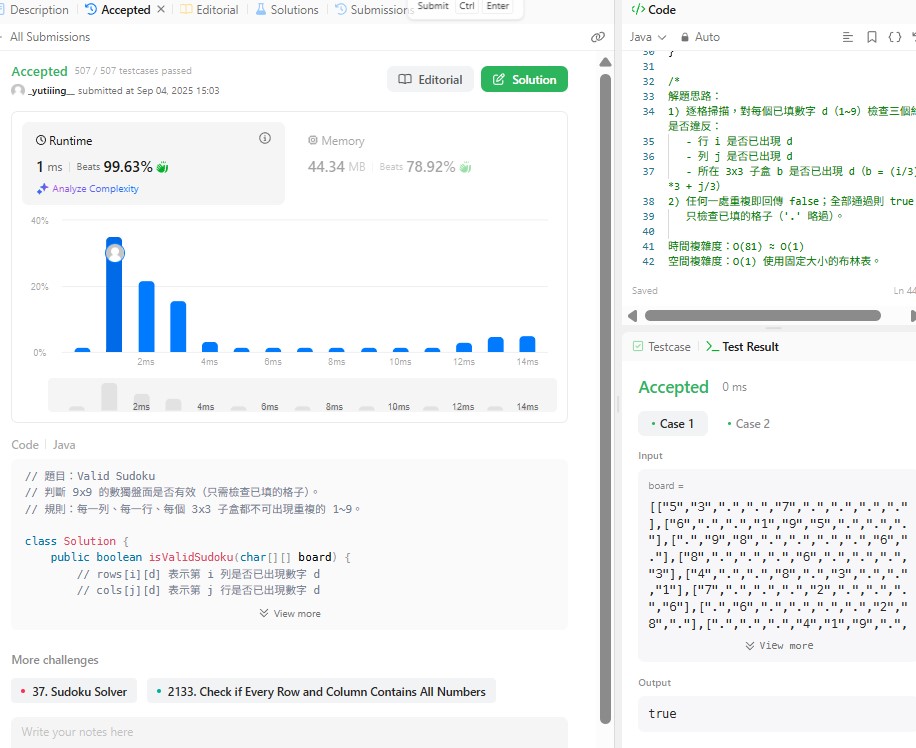 Description
Accepted
Editorial
Solutions
Submissions
Submit Ctrl Enter
All Submissions
Accepted 507 / 507 testcases passed
_yutiiing__ submitted at Sep 04, 2025 15:03
Editorial
Solution
Runtime
1 ms Beats 99.63%
Analyze Complexity
Memory
44.34 MB Beats 78.92%
40%
20%
0%
2ms 4ms 6ms 8ms 10ms 12ms 14ms
2ms 4ms 6ms 8ms 10ms 12ms 14ms
Code Java
// 題目：Valid Sudoku
// 判斷 9x9 的數獨盤面是否有效（只需檢查已填的格子）。
// 規則：每一列、每一行、每個 3x3 子盒都不可出現重複的 1~9。
class Solution {
public boolean isValidSudoku(char[][] board) {
// rows[i][d] 表示第 i 列是否已出現數字 d
// cols[j][d] 表示第 j 行是否已出現數字 d
View more
More challenges
37. Sudoku Solver
2133. Check if Every Row and Column Contains All Numbers
Write your notes here
</> Code
Java Auto
30 }
31
32 /*
33 解題思路：
34 1) 逐格掃描，對每個已填數字 d（1~9）檢查三個
是否違反：
35 - 行 i 是否已出現 d
36 - 列 j 是否已出現 d
37 - 所在 3x3 子盒 b 是否已出現 d（b = (i/3)
*3 + j/3）
38 2) 任何一處重複即回傳 false；全部通過則 true
39 只檢查已填的格子（'.' 略過）。
40
41 時間複雜度：O(81) ≈ O(1)
42 空間複雜度：O(1) 使用固定大小的布林表。
Saved
Ln 44
Testcase
Test Result
Accepted 0 ms
Case 1
Case 2
Input
board =
[["5","3",".",".","7",".",".",".","."
],["6",".",".","1","9","5",".",".",".
"],[".","9","8",".",".",".",".","6","
."],["8",".",".",".","6",".",".",".",
"3"],["4",".",".","8",".","3",".","."
,"1"],["7",".",".",".","2",".",".","."
,"6"],[".","6",".",".",".",".","2","
8","."],[".",".",".","4","1","9",".",
View more
Output
true